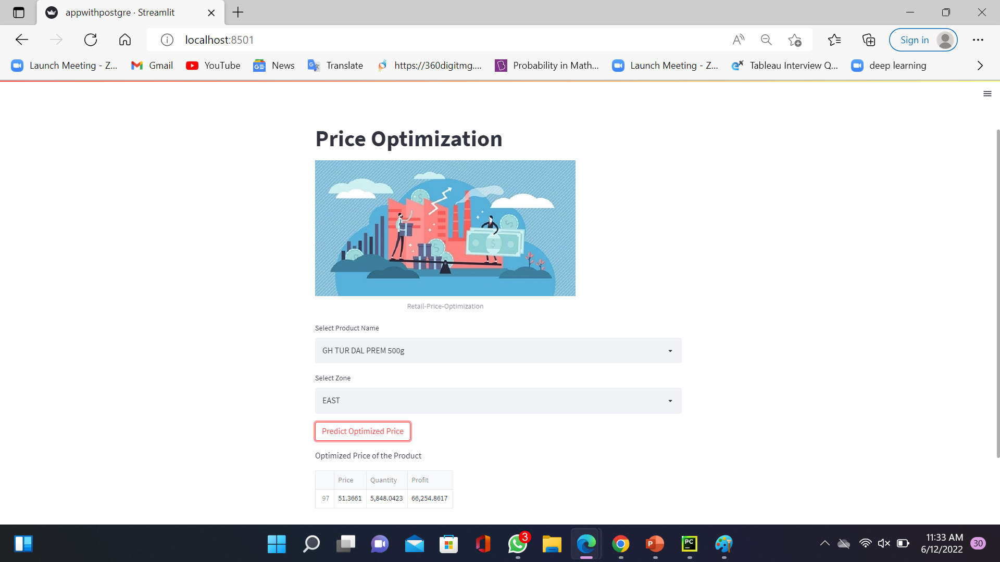 appwithpostgre · Streamlit
localhost:8501
Sign in
Launch Meeting - Z...
Gmail
YouTube
News
Translate
https://360digitmg....
Probability in Math...
Launch Meeting - Z...
Tableau Interview Q...
deep learning
Price Optimization
Retail-Price-Optimization
Select Product Name
GH TUR DAL PREM 500g
Select Zone
EAST
Predict Optimized Price
Optimized Price of the Product
Price Quantity Profit
97 51.3661 5,848.0423 66,254.8617
3
11:33 AM
6/12/2022
30